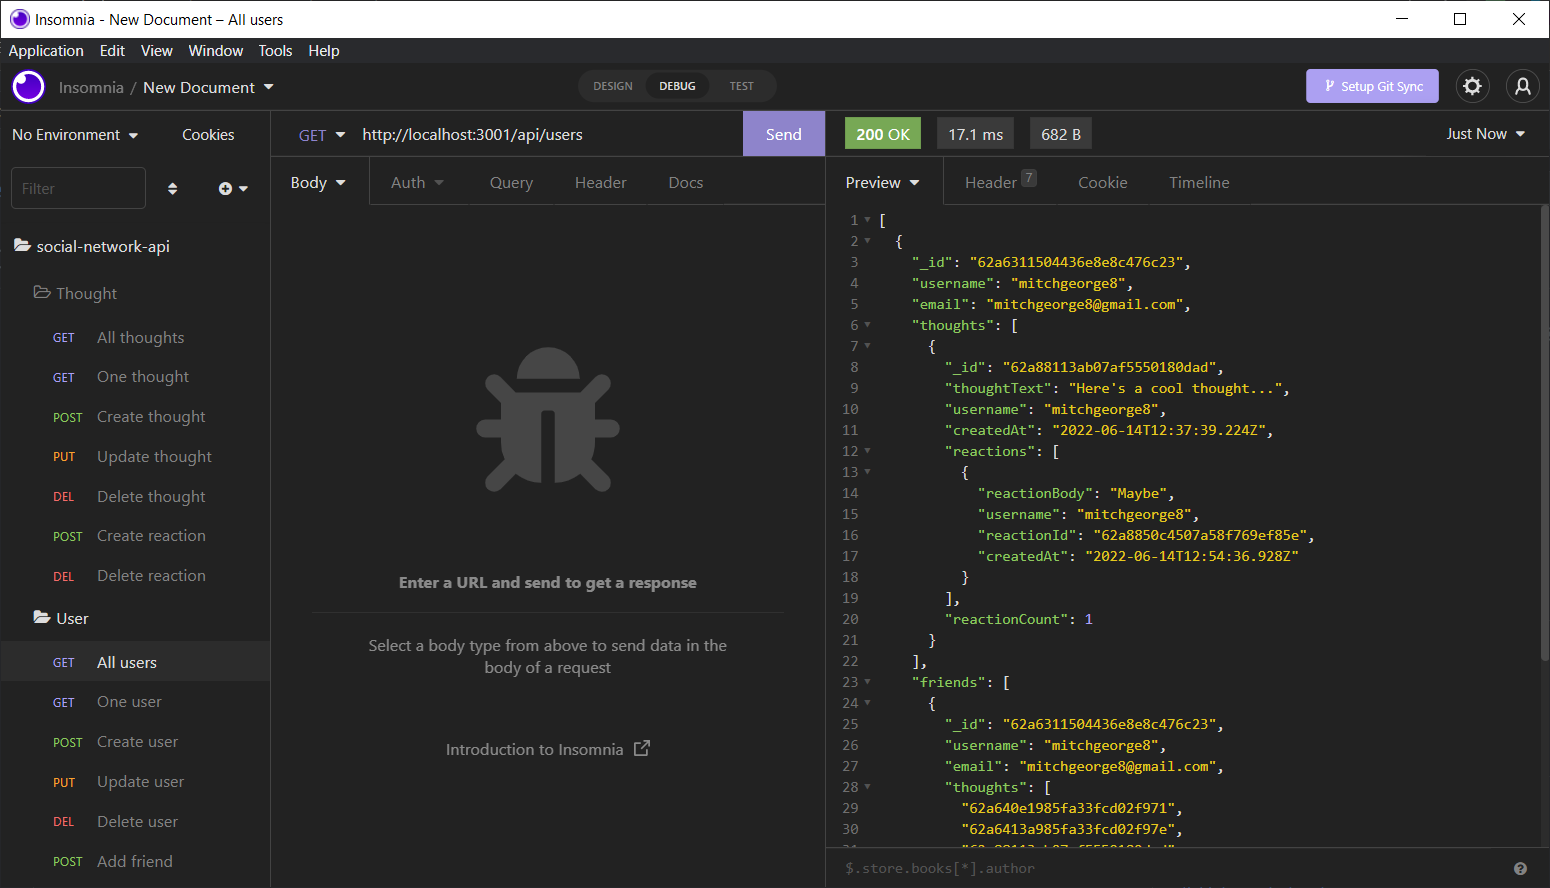 Insomnia - New Document – All users
Application Edit View Window Tools Help
Insomnia / New Document
DESIGN DEBUG TEST
Setup Git Sync
No Environment Cookies
Filter
social-network-api
Thought
GET All thoughts
GET One thought
POST Create thought
PUT Update thought
DEL Delete thought
POST Create reaction
DEL Delete reaction
User
GET All users
GET One user
POST Create user
PUT Update user
DEL Delete user
POST Add friend
GET http://localhost:3001/api/users Send
Body Auth Query Header Docs
Enter a URL and send to get a response
Select a body type from above to send data in the
body of a request
Introduction to Insomnia
200 OK 17.1 ms 682 B Just Now
Preview Header 7 Cookie Timeline
1 [
2 {
3 "_id": "62a6311504436e8e8c476c23",
4 "username": "mitchgeorge8",
5 "email": "mitchgeorge8@gmail.com",
6 "thoughts": [
7 {
8 "_id": "62a88113ab07af5550180dad",
9 "thoughtText": "Here's a cool thought...",
10 "username": "mitchgeorge8",
11 "createdAt": "2022-06-14T12:37:39.224Z",
12 "reactions": [
13 {
14 "reactionBody": "Maybe",
15 "username": "mitchgeorge8",
16 "reactionId": "62a8850c4507a58f769ef85e",
17 "createdAt": "2022-06-14T12:54:36.928Z"
18 }
19 ],
20 "reactionCount": 1
21 }
22 ],
23 "friends": [
24 {
25 "_id": "62a6311504436e8e8c476c23",
26 "username": "mitchgeorge8",
27 "email": "mitchgeorge8@gmail.com",
28 "thoughts": [
29 "62a640e1985fa33fcd02f971",
30 "62a6413a985fa33fcd02f97e",
$.store.books[*].author